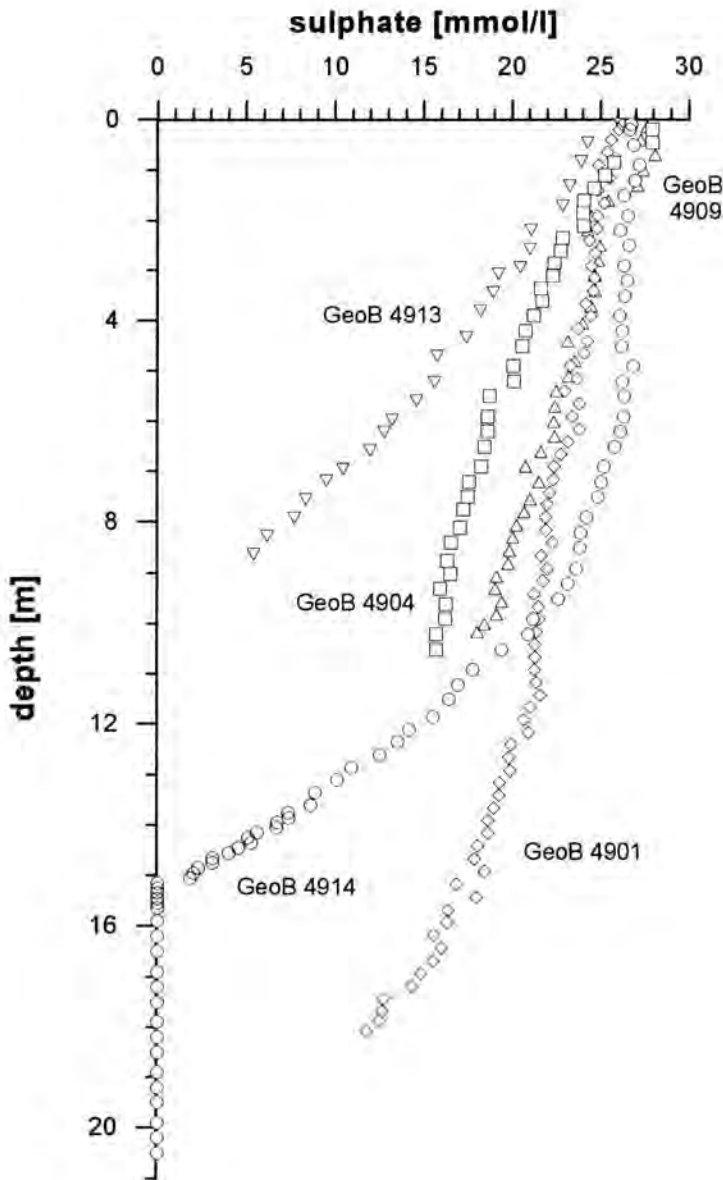 sulphate [mmol/l]
0 5 10 15 20 25 30
0
GeoB
4909
4
GeoB 4913
8
GeoB 4904
depth [m]
12
GeoB 4901
GeoB 4914
16
20